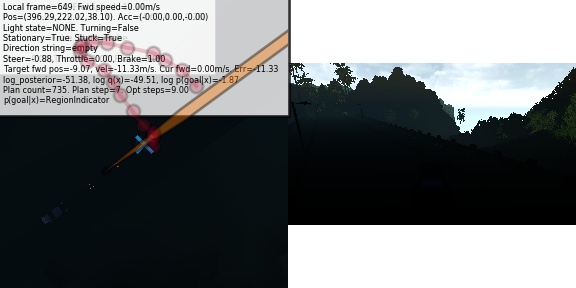 Local frame=649. Fwd speed=0.00m/s
Pos=(396.29,222.02,38.10). Acc=(-0.00,0.00,-0.00)
Light state=NONE. Turning=False
Stationary=True. Stuck=True
Direction string=empty
Steer=-0.88, Throttle=0.00, Brake=1.00
Target fwd pos=-9.07, vel=-11.33m/s. Cur fwd=0.00m/s, Err=-11.33
log_posterior=-51.38, log q(x)=-49.51, log p(goal|x)=-1.87
Plan count=735. Plan step=7. Opt steps=9.00
p(goal|x)=RegionIndicator